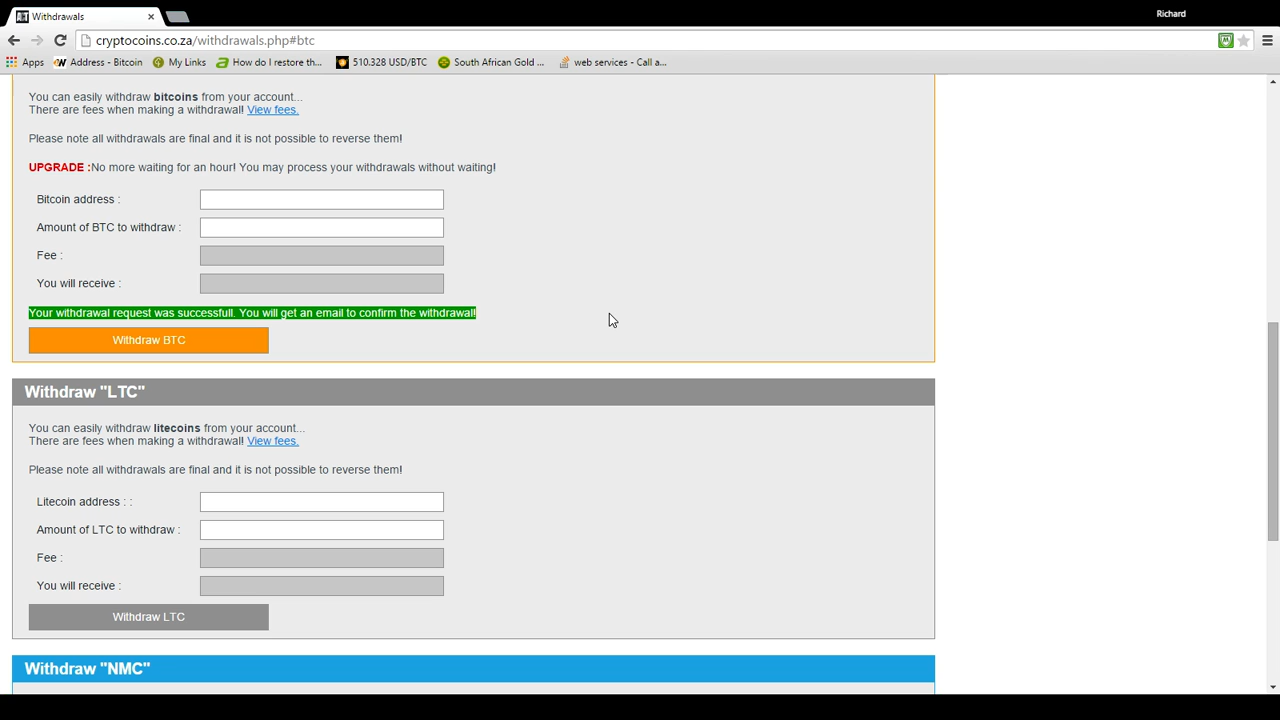 Withdrawals
Richard
cryptocoins.co.za/withdrawals.php#btc
Apps Address - Bitcoin My Links How do I restore th... 510.328 USD/BTC South African Gold ... web services - Call a...
You can easily withdraw bitcoins from your account...
There are fees when making a withdrawal! View fees.
Please note all withdrawals are final and it is not possible to reverse them!
UPGRADE :No more waiting for an hour! You may process your withdrawals without waiting!
Bitcoin address :
Amount of BTC to withdraw :
Fee :
You will receive :
Your withdrawal request was successfull. You will get an email to confirm the withdrawal!
Withdraw BTC
Withdraw "LTC"
You can easily withdraw litecoins from your account...
There are fees when making a withdrawal! View fees.
Please note all withdrawals are final and it is not possible to reverse them!
Litecoin address : :
Amount of LTC to withdraw :
Fee :
You will receive :
Withdraw LTC
Withdraw "NMC"